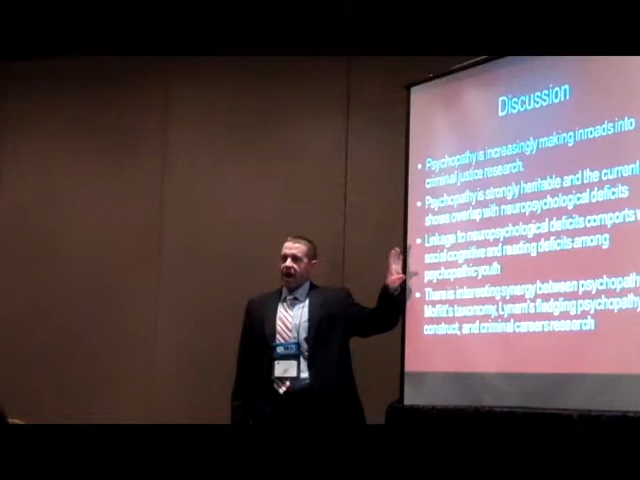 Discussion
• Psychopathy is increasingly making inroads into
criminal justice research.
• Psychopathy is strongly heritable and the current
shows overlap with neuropsychological deficits
• Linkage to neuropsychological deficits comports w
social cognitive and reading deficits among
psychopathic youth
• There is interesting synergy between psychopath
Moffitt's taxonomy, Lynam's fledgling psychopathy
construct, and criminal careers research